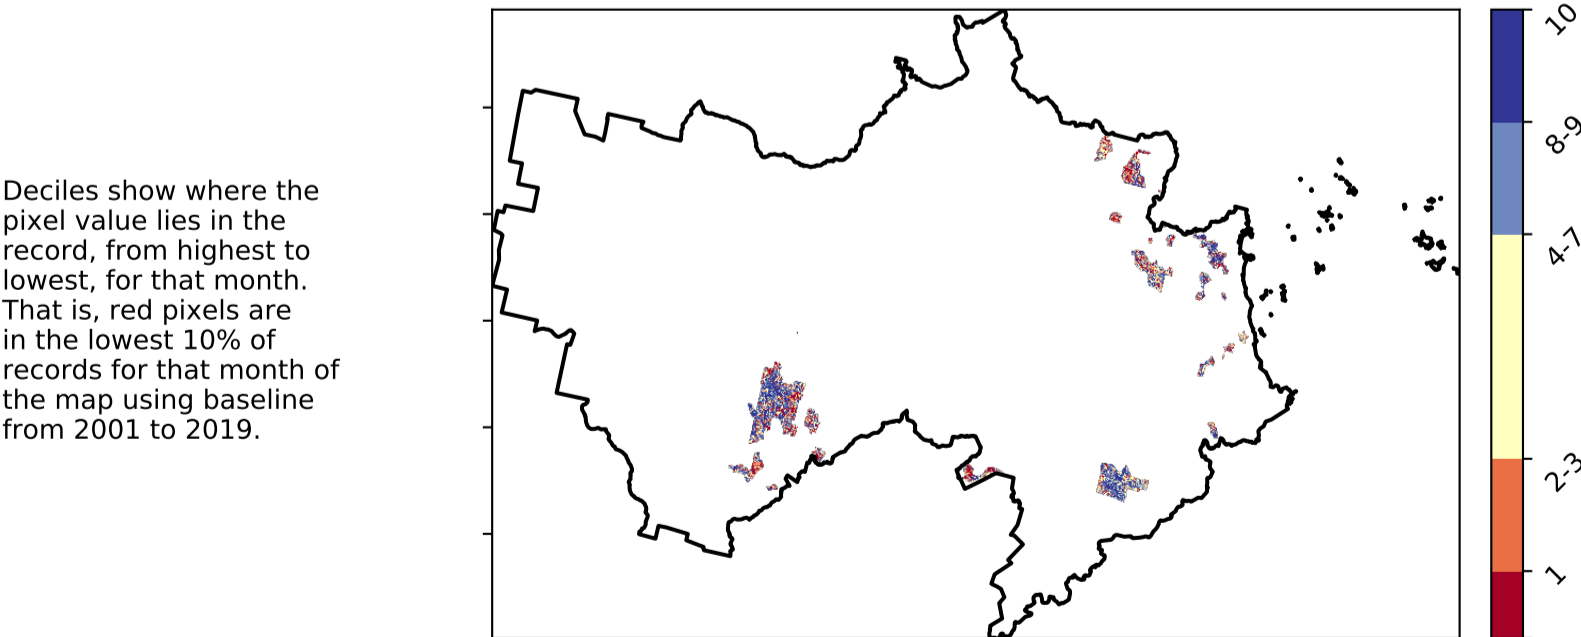 Deciles show where the
pixel value lies in the
record, from highest to
lowest, for that month.
That is, red pixels are
in the lowest 10% of
records for that month of
the map using baseline
from 2001 to 2019.
10
8-9
4-7
2-3
1